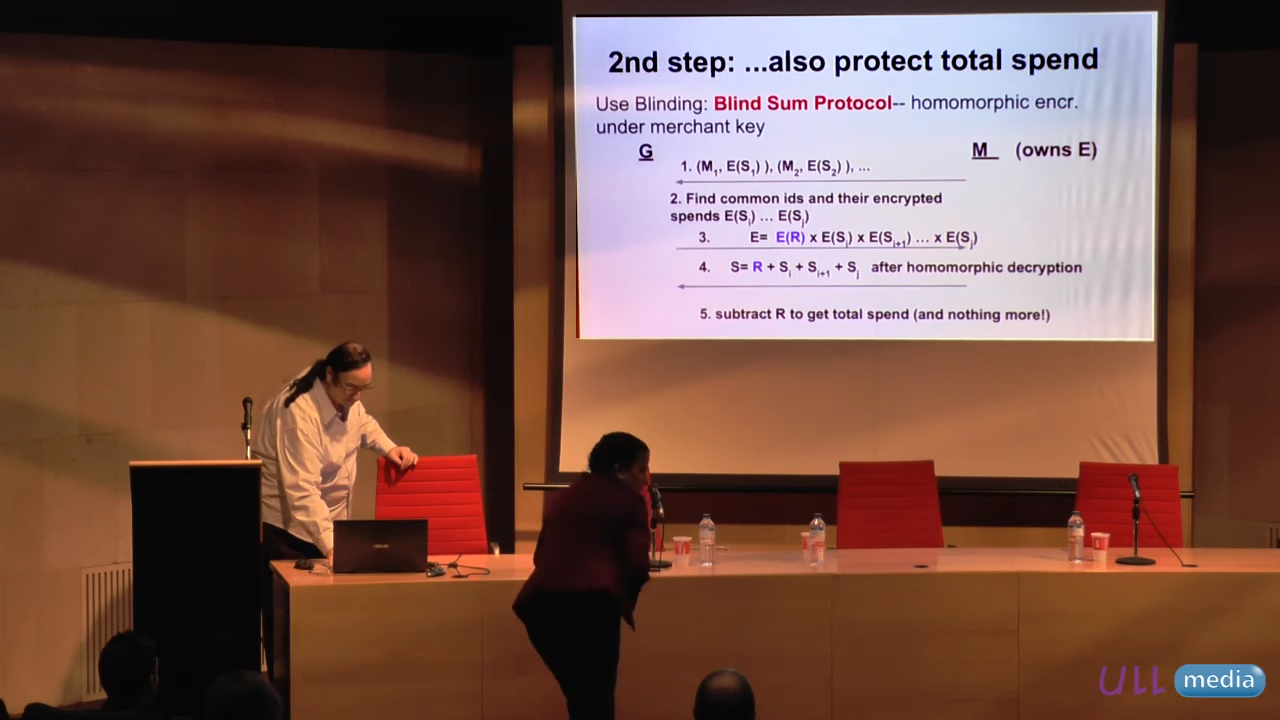 2nd step: ...also protect total spend
Use Blinding: Blind Sum Protocol-- homomorphic encr.
under merchant key
G
M (owns E)
1. (M₁, E(S₁) ), (M₂, E(S₂) ), ...
2. Find common ids and their encrypted
spends E(Sᵢ) ... E(Sⱼ)
3. E= E(R) x E(Sᵢ) x E(Sᵢ₊₁) ... x E(Sⱼ)
4. S= R + Sᵢ + Sᵢ₊₁ + Sⱼ after homomorphic decryption
5. subtract R to get total spend (and nothing more!)
ASUS
ULL media